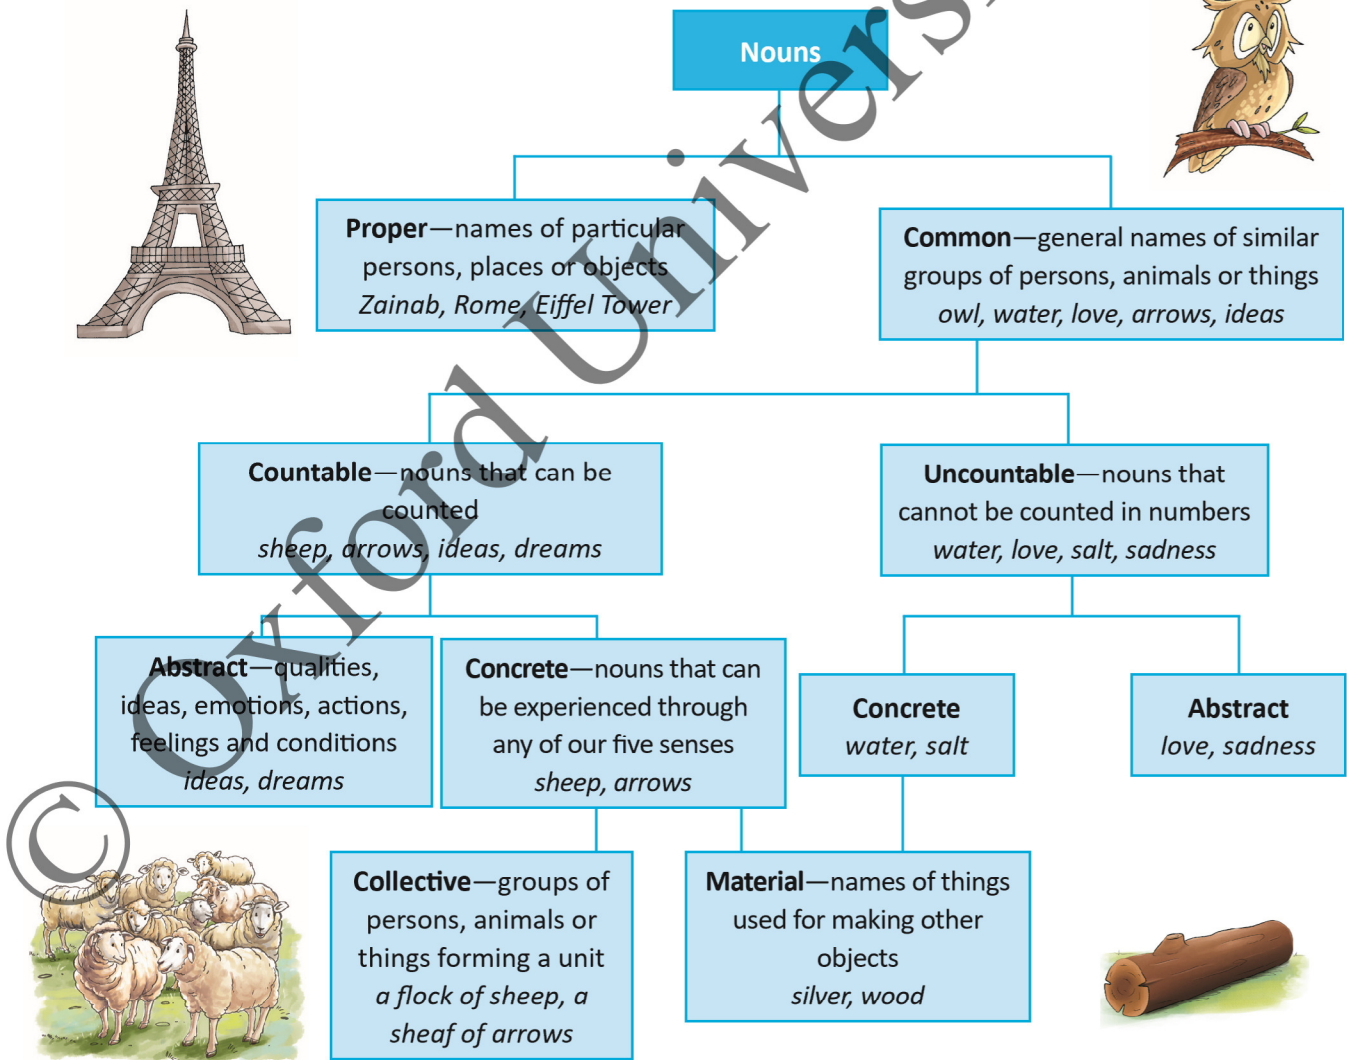 Nouns
Proper—names of particular
persons, places or objects
Zainab, Rome, Eiffel Tower
Common—general names of similar
groups of persons, animals or things
owl, water, love, arrows, ideas
Countable—nouns that can be
counted
sheep, arrows, ideas, dreams
Uncountable—nouns that
cannot be counted in numbers
water, love, salt, sadness
Abstract—qualities,
ideas, emotions, actions,
feelings and conditions
ideas, dreams
Concrete—nouns that can
be experienced through
any of our five senses
sheep, arrows
Concrete
water, salt
Abstract
love, sadness
Collective—groups of
persons, animals or
things forming a unit
a flock of sheep, a
sheaf of arrows
Material—names of things
used for making other
objects
silver, wood
© Oxford